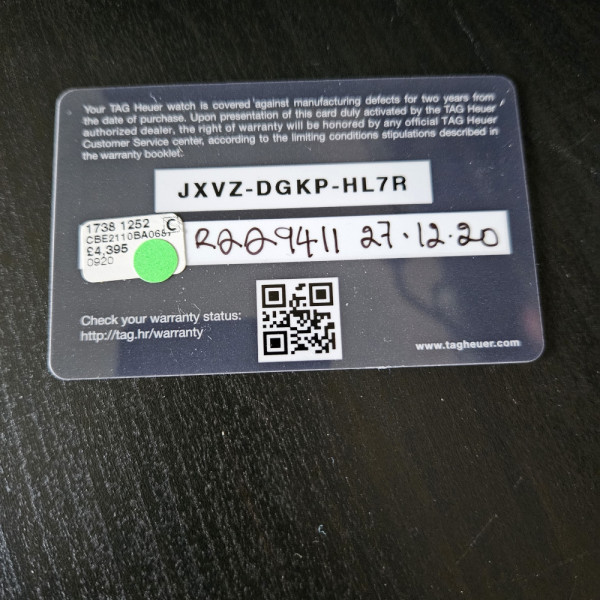 Your TAG Heuer watch is covered against manufacturing defects for two years from
the date of purchase. Upon presentation of this card duly activated by the TAG Heuer
authorized dealer, the right of warranty will be honored by any official TAG Heuer
Customer Service center, according to the limiting conditions stipulations described in
the warranty booklet.
JXVZ-DGKP-HL7R
1738 1252 C
CBE2110BA0687
£4,395
0920
R229411 27.12.20
Check your warranty status:
http://tag.hr/warranty
www.tagheuer.com